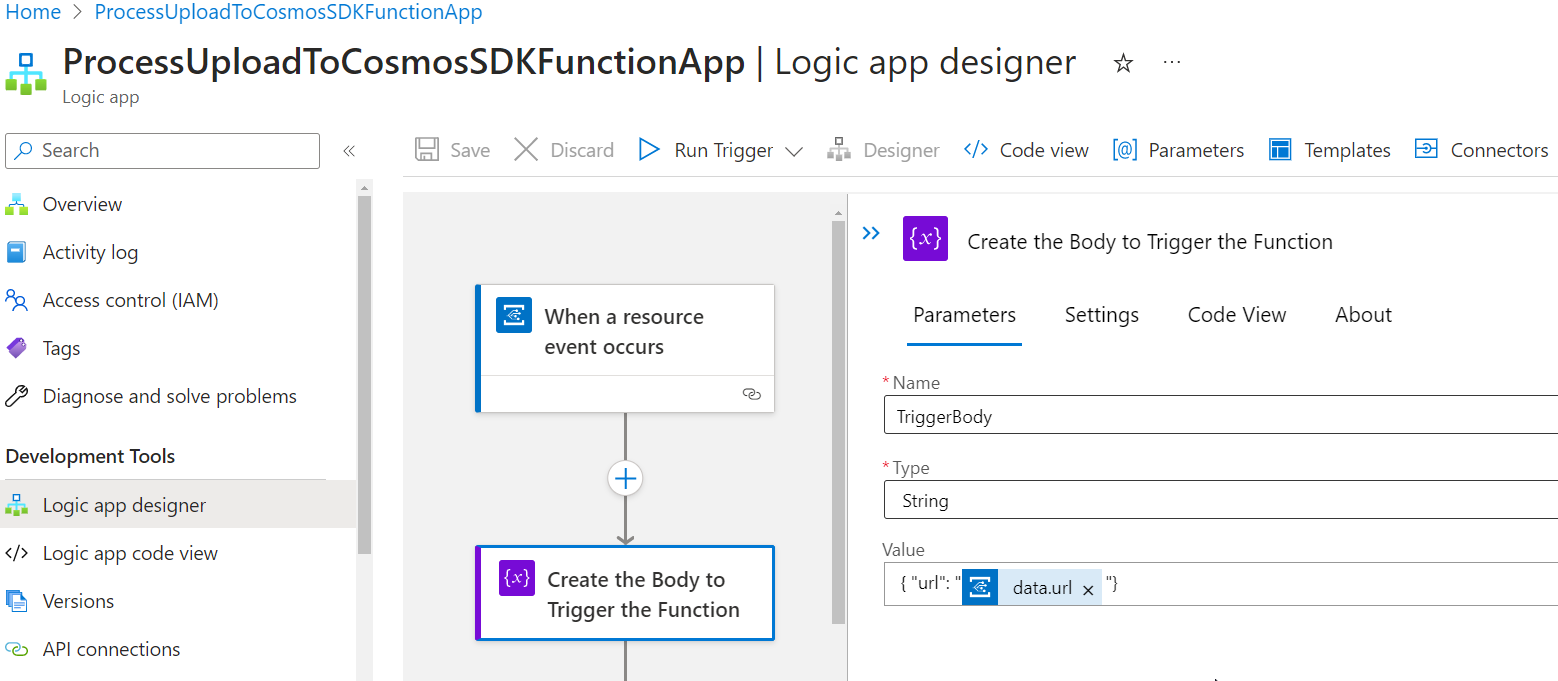 Home > ProcessUploadToCosmosSDKFunctionApp
ProcessUploadToCosmosSDKFunctionApp | Logic app designer ☆ ...
Logic app
Search «
Save Discard Run Trigger Designer </> Code view [@] Parameters Templates Connectors
Overview
Activity log
Access control (IAM)
Tags
Diagnose and solve problems
Development Tools
Logic app designer
</> Logic app code view
Versions
API connections
When a resource
event occurs
+
{x} Create the Body to
Trigger the Function
» {x} Create the Body to Trigger the Function
Parameters Settings Code View About
* Name
TriggerBody
* Type
String
Value
{ "url": " data.url × "}